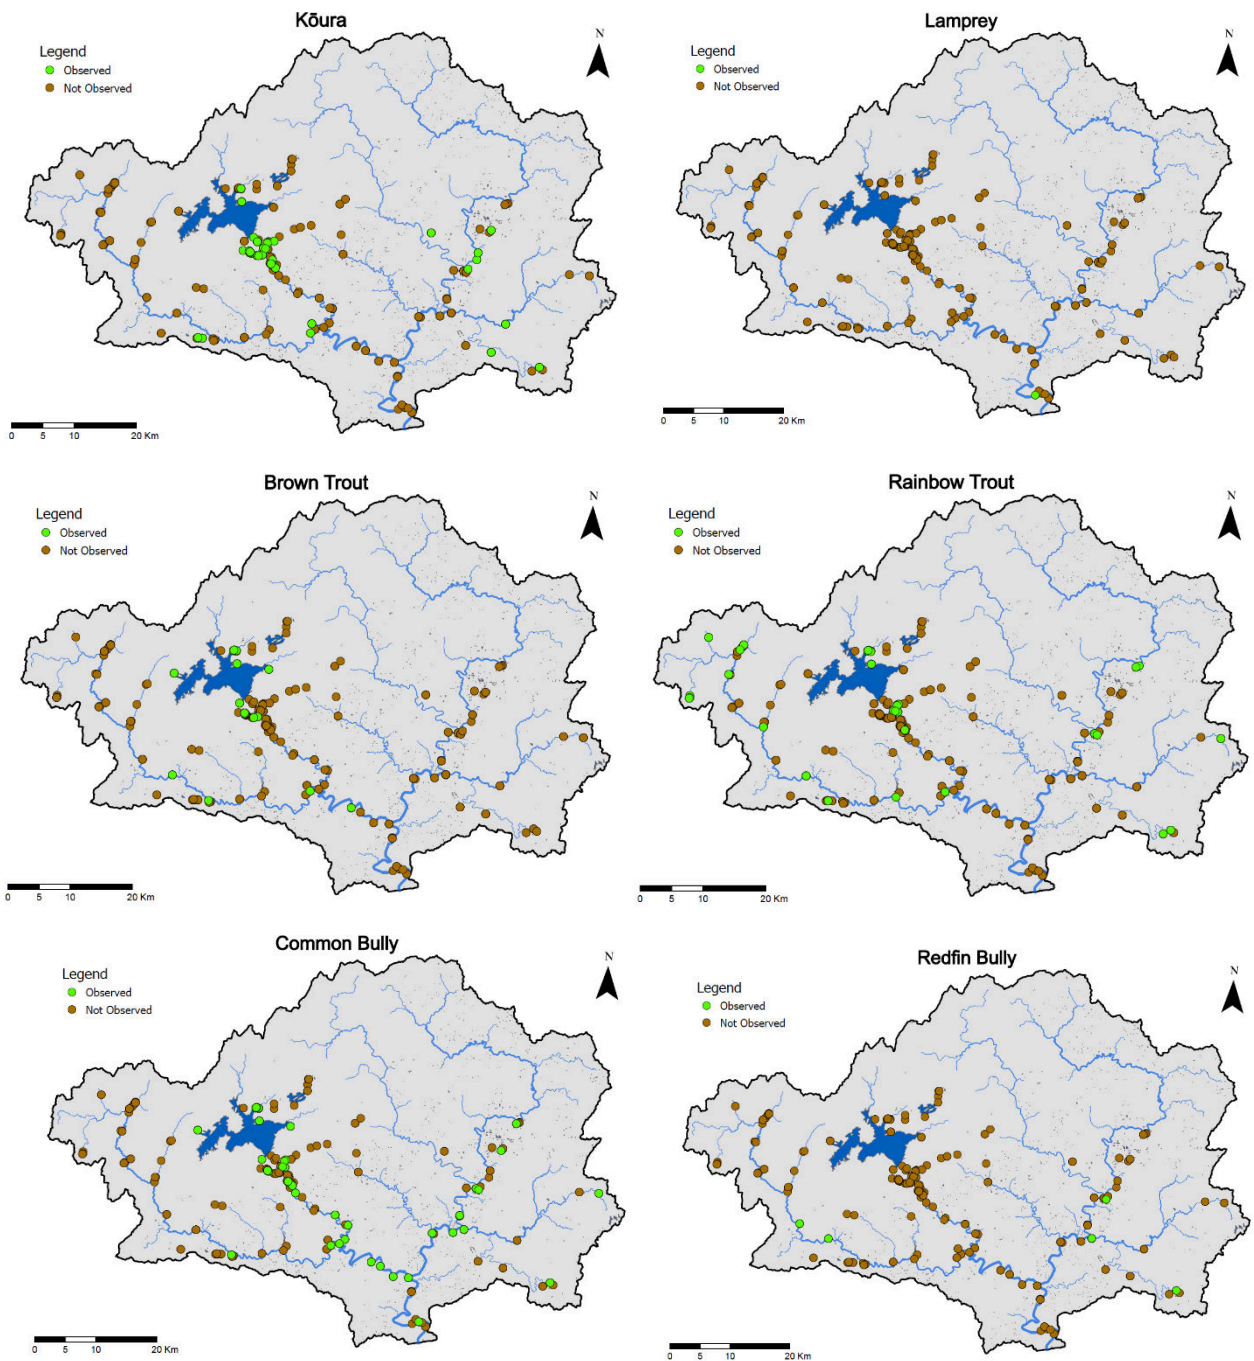 Kōura
N
Legend
Observed
Not Observed
0 5 10 20 Km
Lamprey
N
Legend
Observed
Not Observed
0 5 10 20 Km
Brown Trout
N
Legend
Observed
Not Observed
0 5 10 20 Km
Rainbow Trout
N
Legend
Observed
Not Observed
0 5 10 20 Km
Common Bully
N
Legend
Observed
Not Observed
0 5 10 20 Km
Redfin Bully
N
Legend
Observed
Not Observed
0 5 10 20 Km